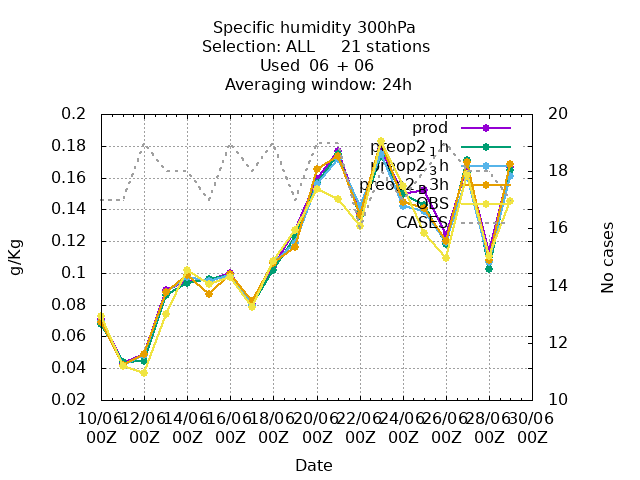 Specific humidity 300hPa
Selection: ALL 21 stations
Used 06 + 06
Averaging window: 24h
g/Kg
No cases
0.2
0.18
0.16
0.14
0.12
0.1
0.08
0.06
0.04
0.02
20
18
16
14
12
10
prod
preop2_1h
preop2_3h
OBS
CASES
10/06 12/06 14/06 16/06 18/06 20/06 22/06 24/06 26/06 28/06 30/06
00Z 00Z 00Z 00Z 00Z 00Z 00Z 00Z 00Z 00Z 00Z
Date